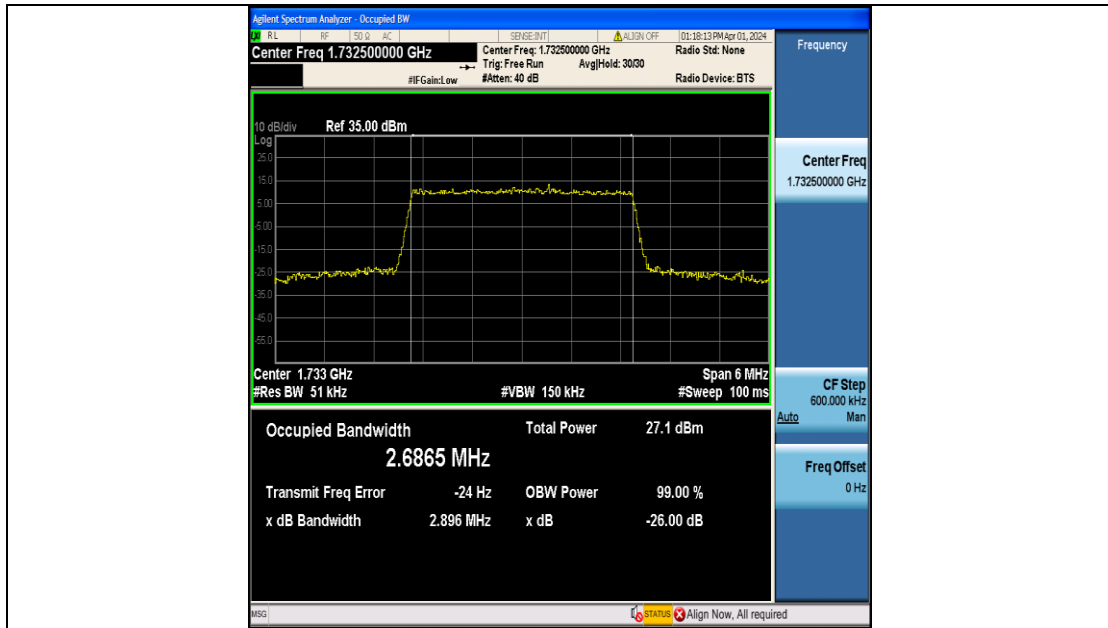 Agilent Spectrum Analyzer - Occupied BW
RL RF 50 Ω AC SENSE:INT ALIGN OFF 01:18:13 PM Apr 01, 2024
Center Freq 1.732500000 GHz
Center Freq: 1.732500000 GHz
Radio Std: None
Trig: Free Run Avg|Hold: 30/30
#IFGain:Low
#Atten: 40 dB
Radio Device: BTS
10 dB/div Ref 35.00 dBm
Log
25.0
15.0
5.00
-5.00
-15.0
-25.0
-35.0
-45.0
-55.0
Center 1.733 GHz Span 6 MHz
#Res BW 51 kHz #VBW 150 kHz #Sweep 100 ms
Occupied Bandwidth Total Power 27.1 dBm
2.6865 MHz
Transmit Freq Error -24 Hz OBW Power 99.00 %
x dB Bandwidth 2.896 MHz x dB -26.00 dB
Frequency
Center Freq
1.732500000 GHz
CF Step
600.000 kHz
Auto Man
Freq Offset
0 Hz
MSG STATUS Align Now, All required